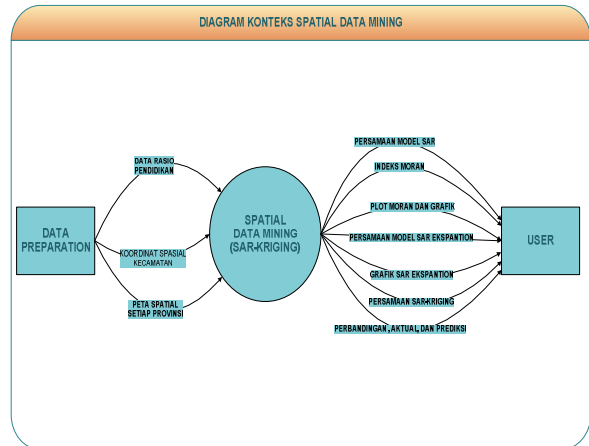 DIAGRAM KONTEKS SPATIAL DATA MINING
DATA
PREPARATION
DATA RASIO
PENDIDIKAN
KOORDINAT SPASIAL
KECAMATAN
PETA SPATIAL
SETIAP PROVINSI
SPATIAL
DATA MINING
(SAR-KRIGING)
PERSAMAAN MODEL SAR
INDEKS MORAN
PLOT MORAN DAN GRAFIK
PERSAMAAN MODEL SAR EKSPANTION
GRAFIK SAR EKSPANTION
PERSAMAAN SAR-KRIGING
PERBANDINGAN, AKTUAL, DAN PREDIKSI
USER